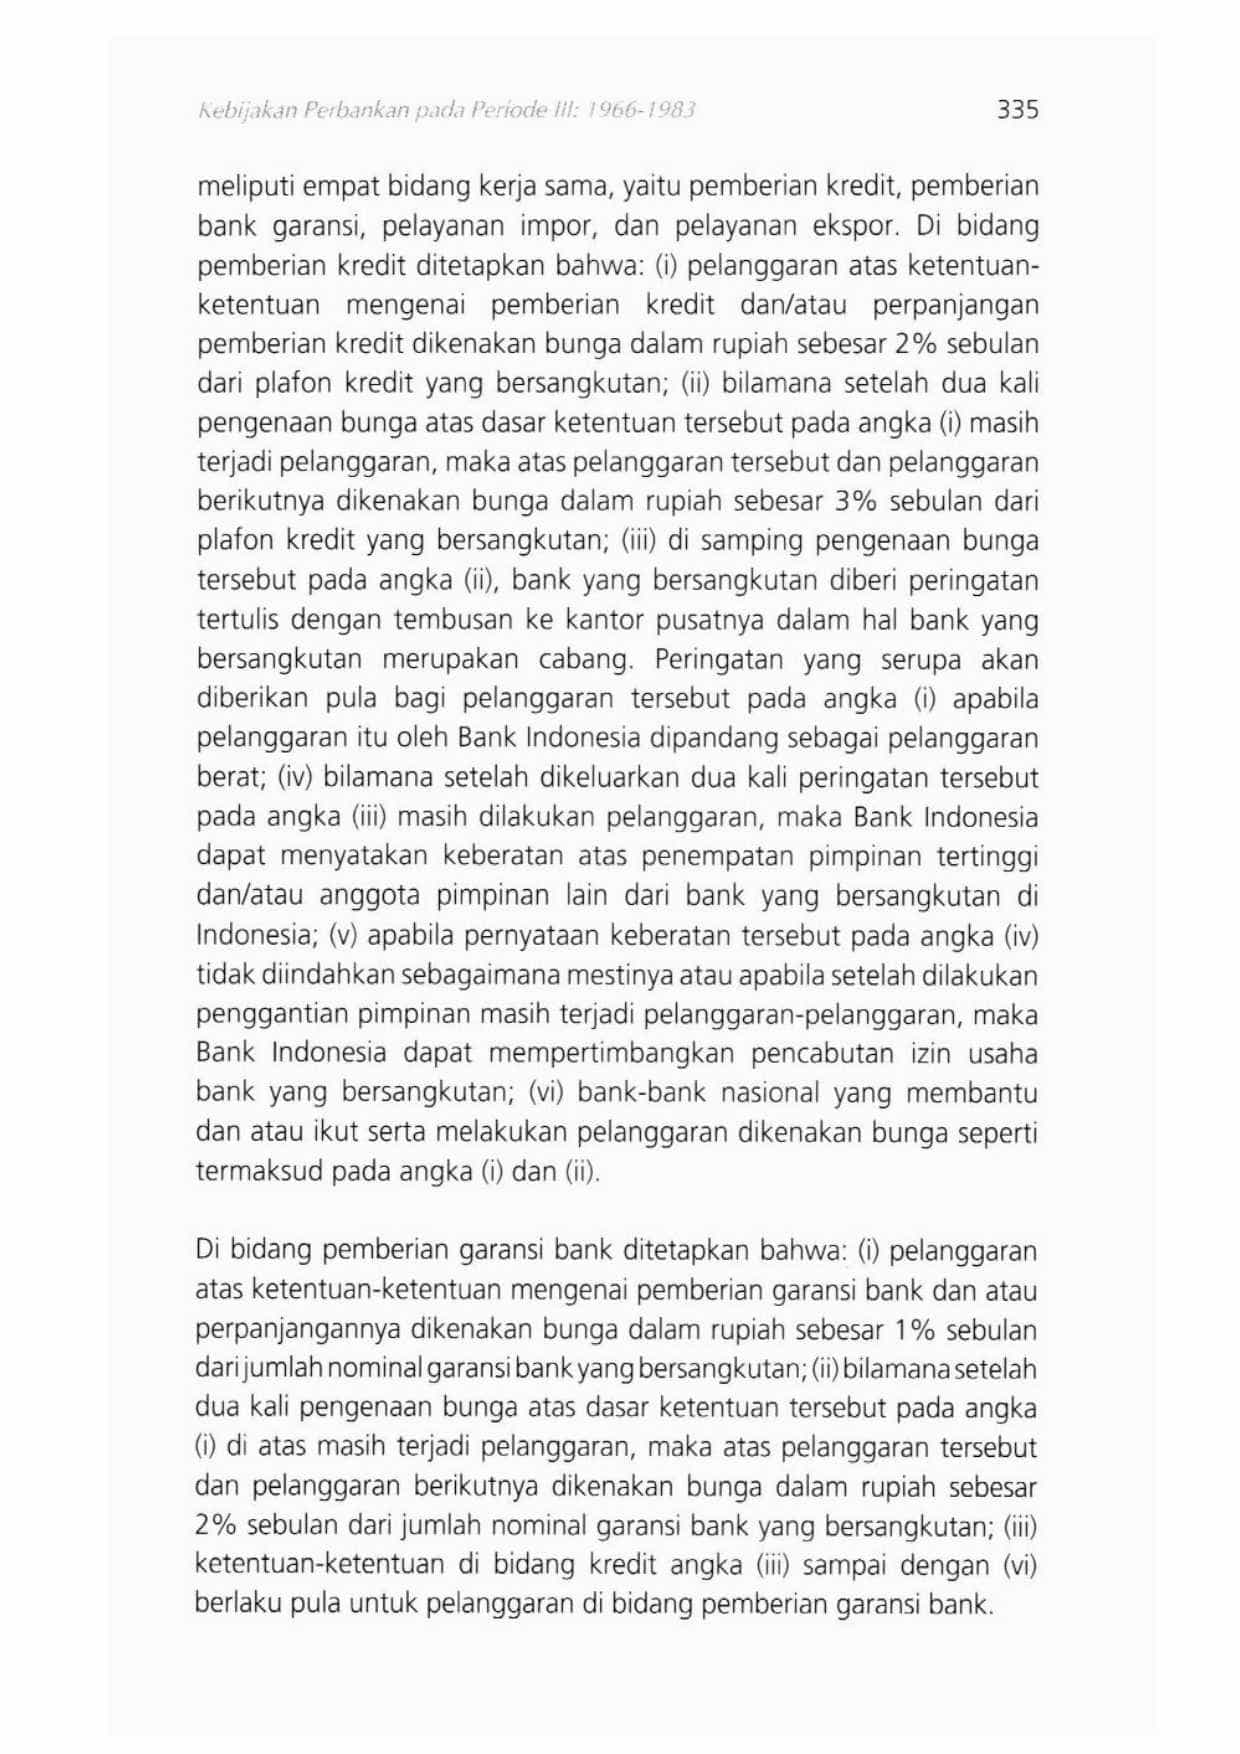 Kebijakan Perbankan pada Periode III: 1966-1983 335
meliputi empat bidang kerja sama, yaitu pemberian kredit, pemberian
bank garansi, pelayanan impor, dan pelayanan ekspor. Di bidang
pemberian kredit ditetapkan bahwa: (i) pelanggaran atas ketentuan-
ketentuan mengenai pemberian kredit dan/atau perpanjangan
pemberian kredit dikenakan bunga dalam rupiah sebesar 2% sebulan
dari plafon kredit yang bersangkutan; (ii) bilamana setelah dua kali
pengenaan bunga atas dasar ketentuan tersebut pada angka (i) masih
terjadi pelanggaran, maka atas pelanggaran tersebut dan pelanggaran
berikutnya dikenakan bunga dalam rupiah sebesar 3% sebulan dari
plafon kredit yang bersangkutan; (iii) di samping pengenaan bunga
tersebut pada angka (ii), bank yang bersangkutan diberi peringatan
tertulis dengan tembusan ke kantor pusatnya dalam hal bank yang
bersangkutan merupakan cabang. Peringatan yang serupa akan
diberikan pula bagi pelanggaran tersebut pada angka (i) apabila
pelanggaran itu oleh Bank Indonesia dipandang sebagai pelanggaran
berat; (iv) bilamana setelah dikeluarkan dua kali peringatan tersebut
pada angka (iii) masih dilakukan pelanggaran, maka Bank Indonesia
dapat menyatakan keberatan atas penempatan pimpinan tertinggi
dan/atau anggota pimpinan lain dari bank yang bersangkutan di
Indonesia; (v) apabila pernyataan keberatan tersebut pada angka (iv)
tidak diindahkan sebagaimana mestinya atau apabila setelah dilakukan
penggantian pimpinan masih terjadi pelanggaran-pelanggaran, maka
Bank Indonesia dapat mempertimbangkan pencabutan izin usaha
bank yang bersangkutan; (vi) bank-bank nasional yang membantu
dan atau ikut serta melakukan pelanggaran dikenakan bunga seperti
termaksud pada angka (i) dan (ii).
Di bidang pemberian garansi bank ditetapkan bahwa: (i) pelanggaran
atas ketentuan-ketentuan mengenai pemberian garansi bank dan atau
perpanjangannya dikenakan bunga dalam rupiah sebesar 1% sebulan
dari jumlah nominal garansi bank yang bersangkutan; (ii) bilamana setelah
dua kali pengenaan bunga atas dasar ketentuan tersebut pada angka
(i) di atas masih terjadi pelanggaran, maka atas pelanggaran tersebut
dan pelanggaran berikutnya dikenakan bunga dalam rupiah sebesar
2% sebulan dari jumlah nominal garansi bank yang bersangkutan; (iii)
ketentuan-ketentuan di bidang kredit angka (iii) sampai dengan (vi)
berlaku pula untuk pelanggaran di bidang pemberian garansi bank.